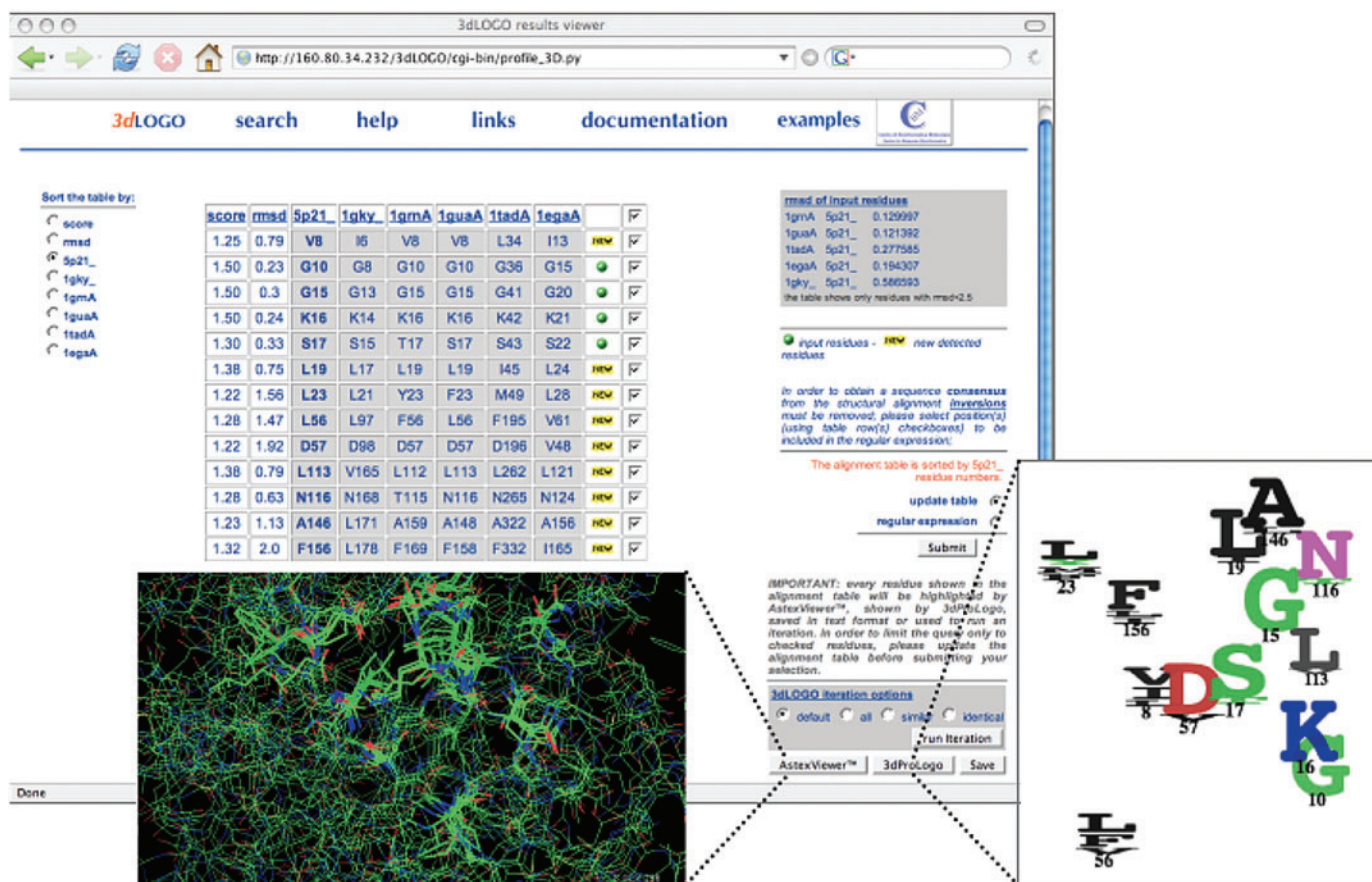 3dLOGO results viewer
http://160.80.34.232/3dLOGO/cgi-bin/profile_3D.py
G
3dLOGO search help links documentation examples
Sort the table by:
score
rmsd
5p21_
1gky_
1grnA
1guaA
1tadA
1egaA
score rmsd 5p21_ 1gky_ 1grnA 1guaA 1tadA 1egaA
1.25 0.79 V8 I6 V8 V8 L34 I13 NEW
1.50 0.23 G10 G8 G10 G10 G36 G15
1.50 0.3 G15 G13 G15 G15 G41 G20
1.50 0.24 K16 K14 K16 K16 K42 K21
1.30 0.33 S17 S15 T17 S17 S43 S22
1.38 0.75 L19 L17 L19 L19 I45 L24 NEW
1.22 1.56 L23 L21 Y23 F23 M49 L28 NEW
1.28 1.47 L56 L97 F56 L56 F195 V61 NEW
1.22 1.92 D57 D98 D57 D57 D196 V48 NEW
1.38 0.79 L113 V165 L112 L113 L262 L121 NEW
1.28 0.63 N116 N168 T115 N116 N265 N124 NEW
1.23 1.13 A146 L171 A159 A148 A322 A156 NEW
1.32 2.0 F156 L178 F169 F158 F332 I165 NEW
rmsd of input residues
1grnA 5p21_ 0.129997
1guaA 5p21_ 0.121392
1tadA 5p21_ 0.277585
1egaA 5p21_ 0.194307
1gky_ 5p21_ 0.586593
the table shows only residues with rmsd<2.5
input residues - NEW new detected
residues
In order to obtain a sequence consensus
from the structural alignment inversions
must be removed; please select position(s)
(using table row(s) checkboxes) to be
included in the regular expression;
The alignment table is sorted by 5p21_
residue numbers.
update table
regular expression
Submit
IMPORTANT: every residue shown in the
alignment table will be highlighted by
AstexViewer™, shown by 3dProLogo,
saved in text format or used to run an
iteration. In order to limit the query only to
checked residues, please update the
alignment table before submitting your
selection.
3dLOGO iteration options
default all similar identical
run Iteration
AstexViewer™ 3dProLogo Save
Done
A
146
L
19
N
116
L
23
F
156
G
15
L
113
V
8
D
57
S
17
K
16
G
10
L
F
56